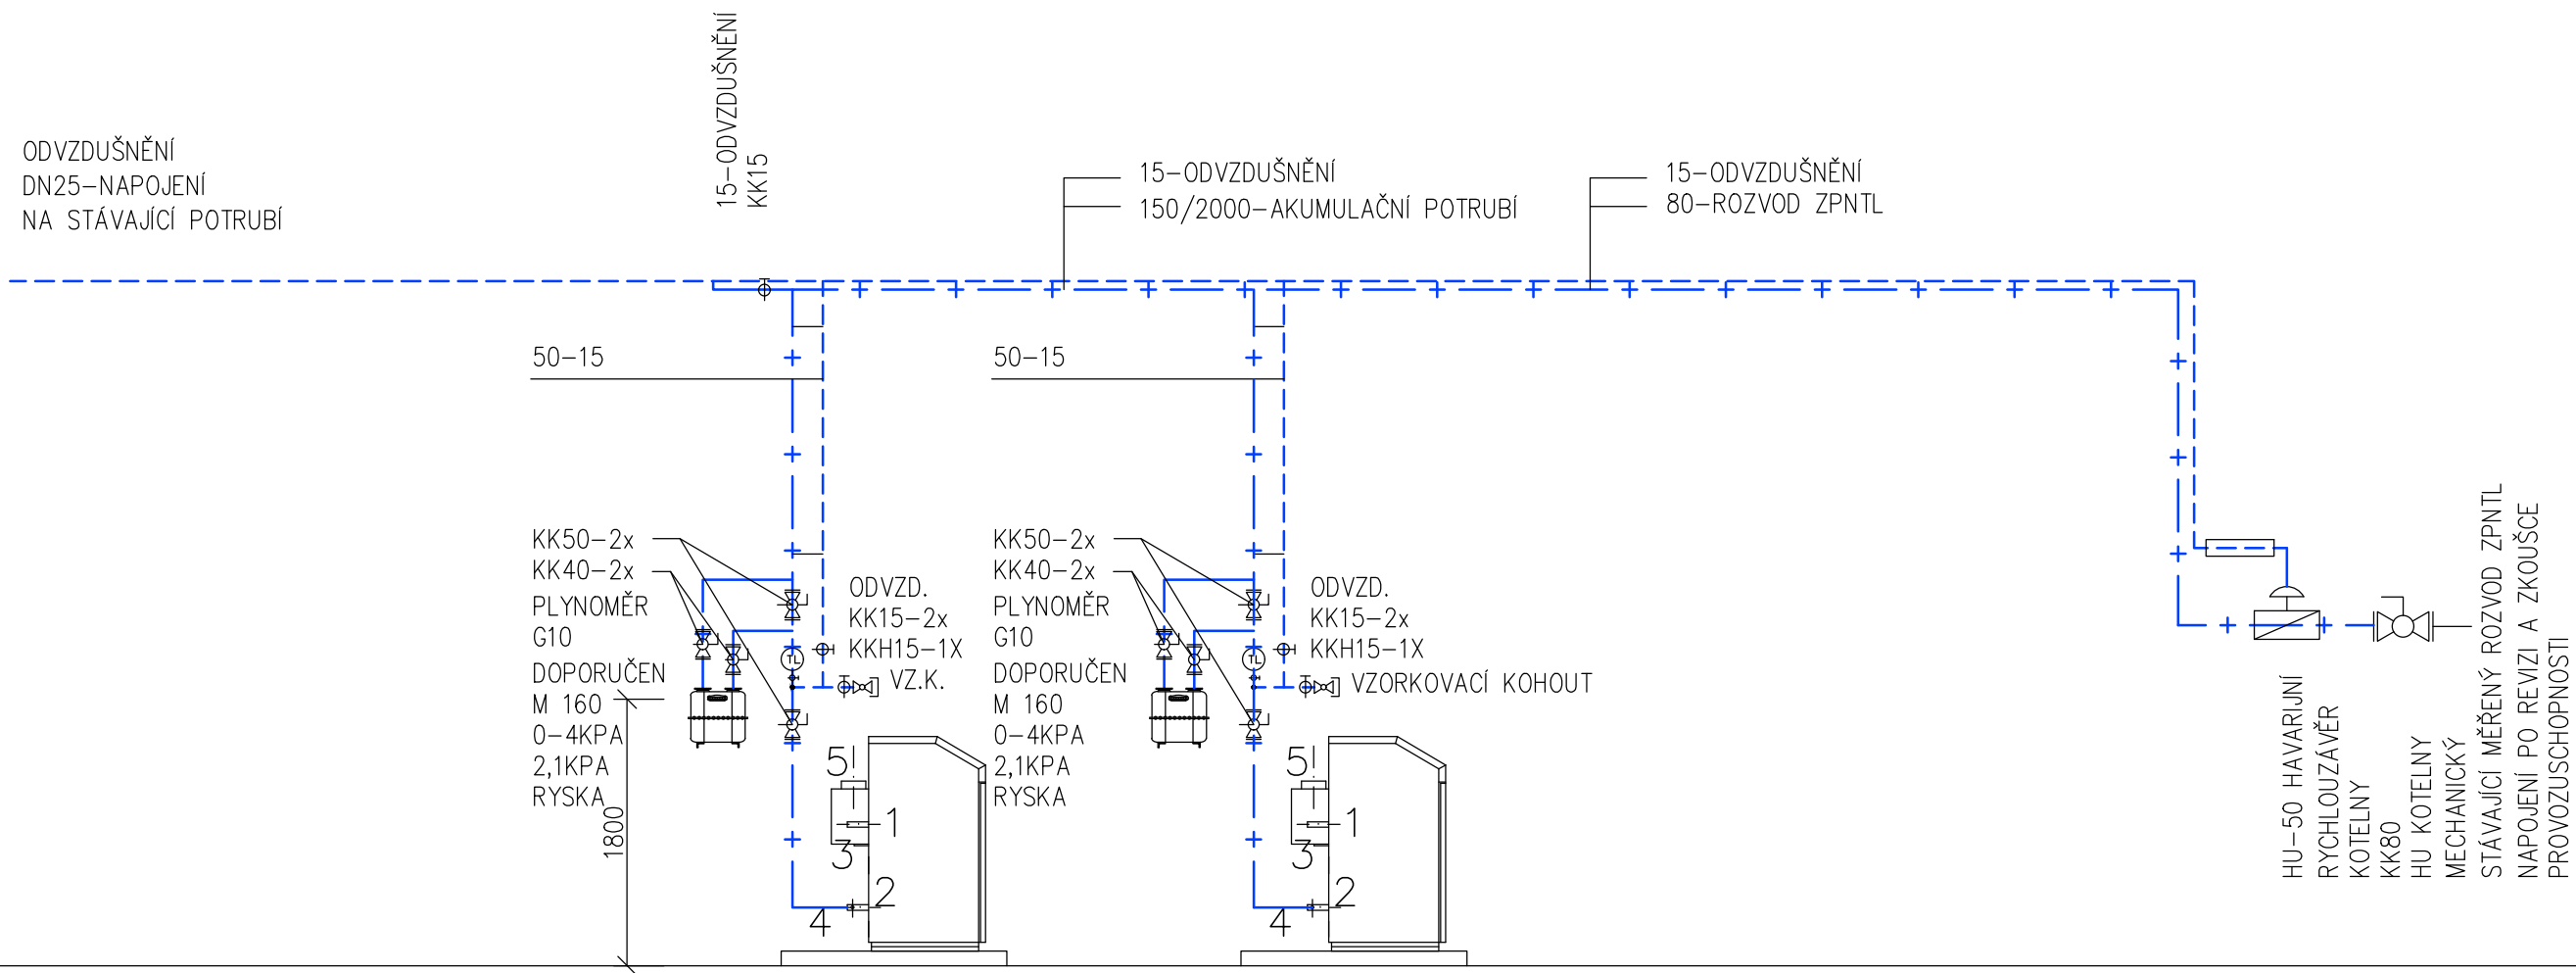 ODVZDUŠNĚNÍ
DN25-NAPOJENÍ
NA STÁVAJÍCÍ POTRUBÍ
15-ODVZDUŠNĚNÍ
KK15
15-ODVZDUŠNĚNÍ
150/2000-AKUMULAČNÍ POTRUBÍ
15-ODVZDUŠNĚNÍ
80-ROZVOD ZPNTL
50-15
50-15
KK50-2x
KK40-2x
PLYNOMĚR
G10
DOPORUČEN
M 160
0-4KPA
2,1KPA
RYSKA
1800
TL
ODVZD.
KK15-2x
KKH15-1X
VZ.K.
5
1
3
2
4
KK50-2x
KK40-2x
PLYNOMĚR
G10
DOPORUČEN
M 160
0-4KPA
2,1KPA
RYSKA
TL
ODVZD.
KK15-2x
KKH15-1X
VZORKOVACÍ KOHOUT
5
1
3
2
4
HU-50 HAVARIJNÍ
RYCHLOUZÁVĚR
KOTELNY
KK80
HU KOTELNY
MECHANICKÝ
STÁVAJÍCÍ MĚŘENÝ ROZVOD ZPNTL
NAPOJENÍ PO REVIZI A ZKOUŠCE
PROVOZUSCHOPNOSTI